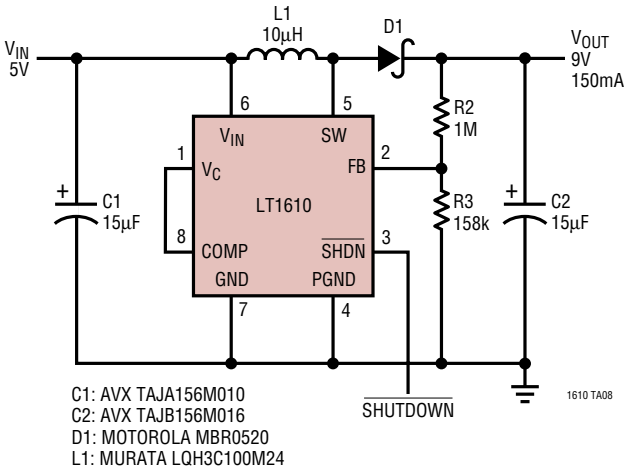 L1
10µH
D1
VIN
5V
VOUT
9V
150mA
6
5
R2
1M
VIN
SW
1
2
VC
FB
LT1610
C1
15µF
+
R3
158k
+
C2
15µF
8
3
COMP
SHDN
GND
PGND
7
4
C1: AVX TAJA156M010
C2: AVX TAJB156M016
D1: MOTOROLA MBR0520
L1: MURATA LQH3C100M24
SHUTDOWN
1610 TA08